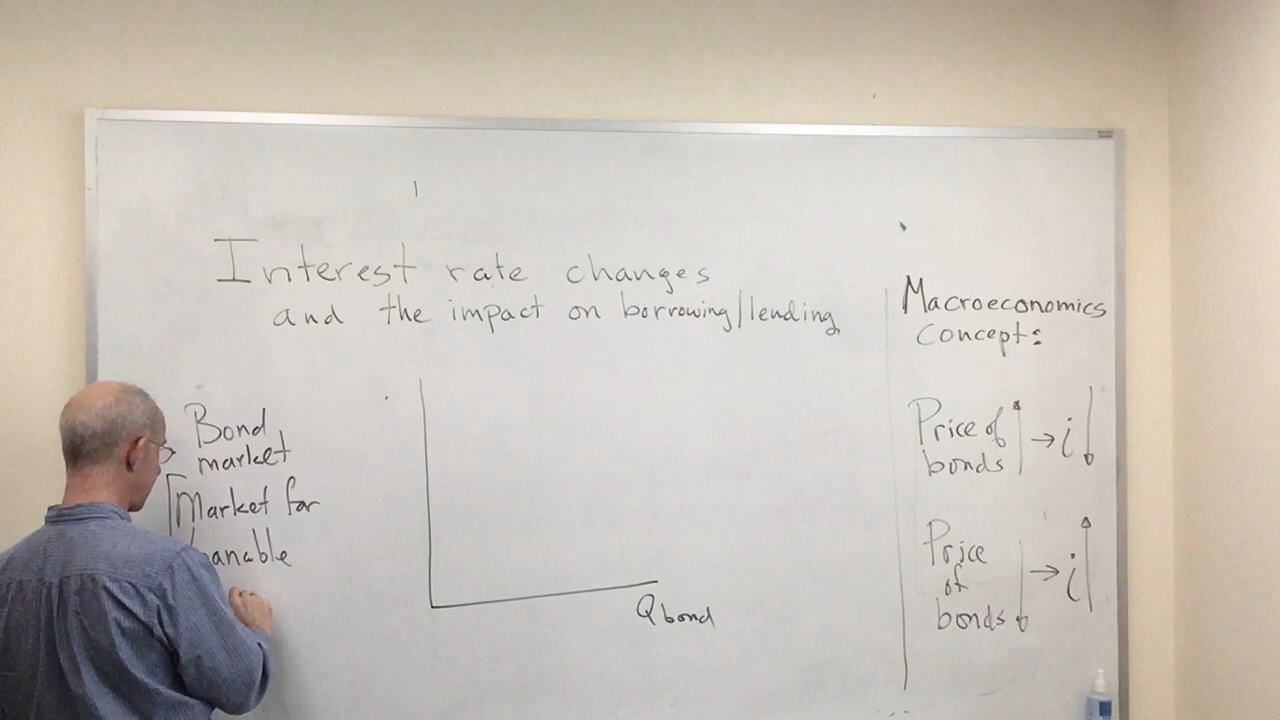 Interest rate changes
and the impact on borrowing/lending
Bond
market
[Market for
anable
Qbond
Macroeconomics
Concept:
Price of
bonds ↑ → i ↓
Price
of
bonds ↓ → i ↑